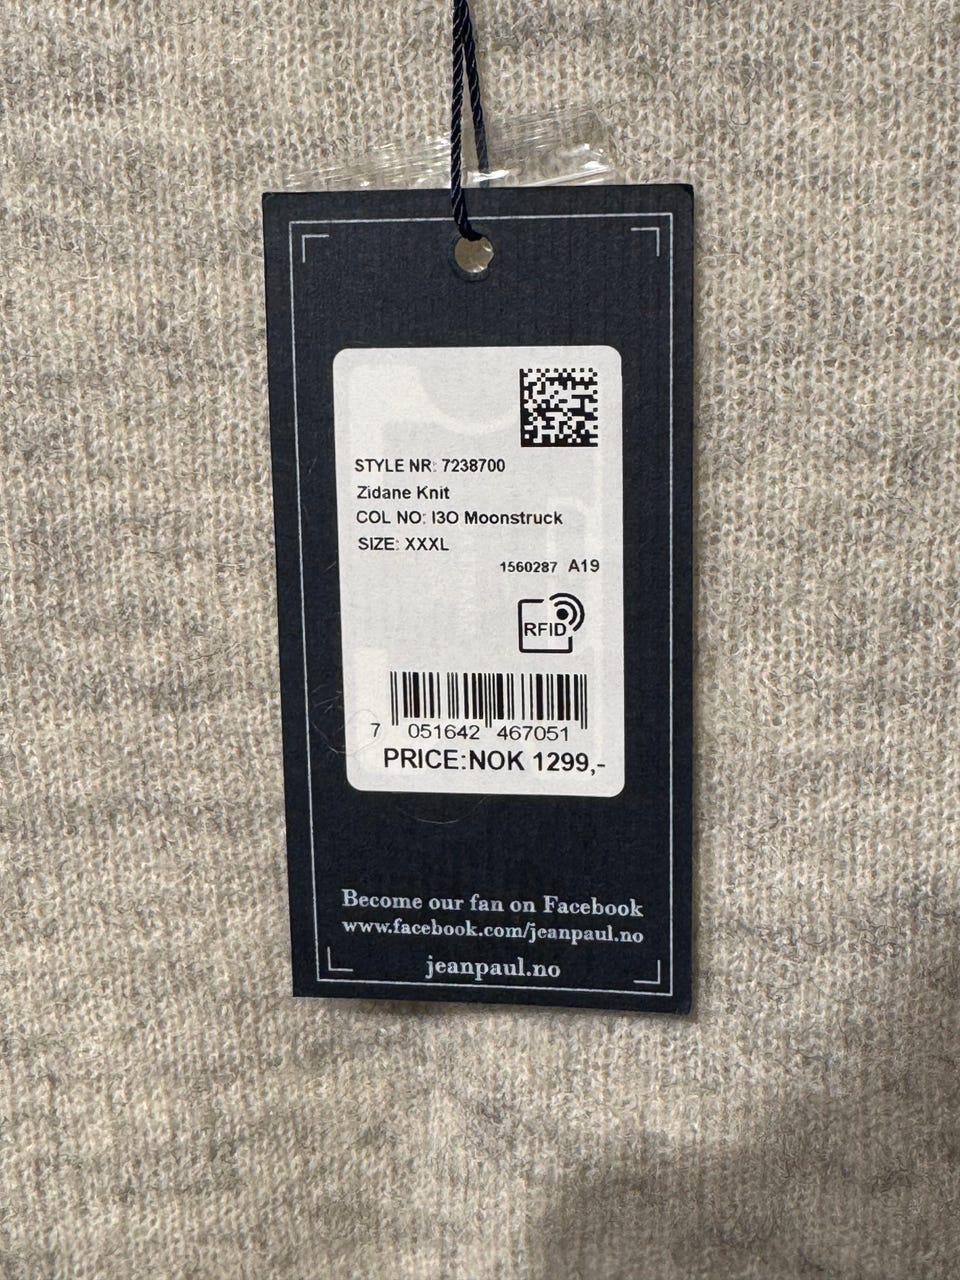 STYLE NR: 7238700
Zidane Knit
COL NO: I3O Moonstruck
SIZE: XXXL
1560287 A19
RFID
7 051642 467051
PRICE:NOK 1299,-
Become our fan on Facebook
www.facebook.com/jeanpaul.no
jeanpaul.no